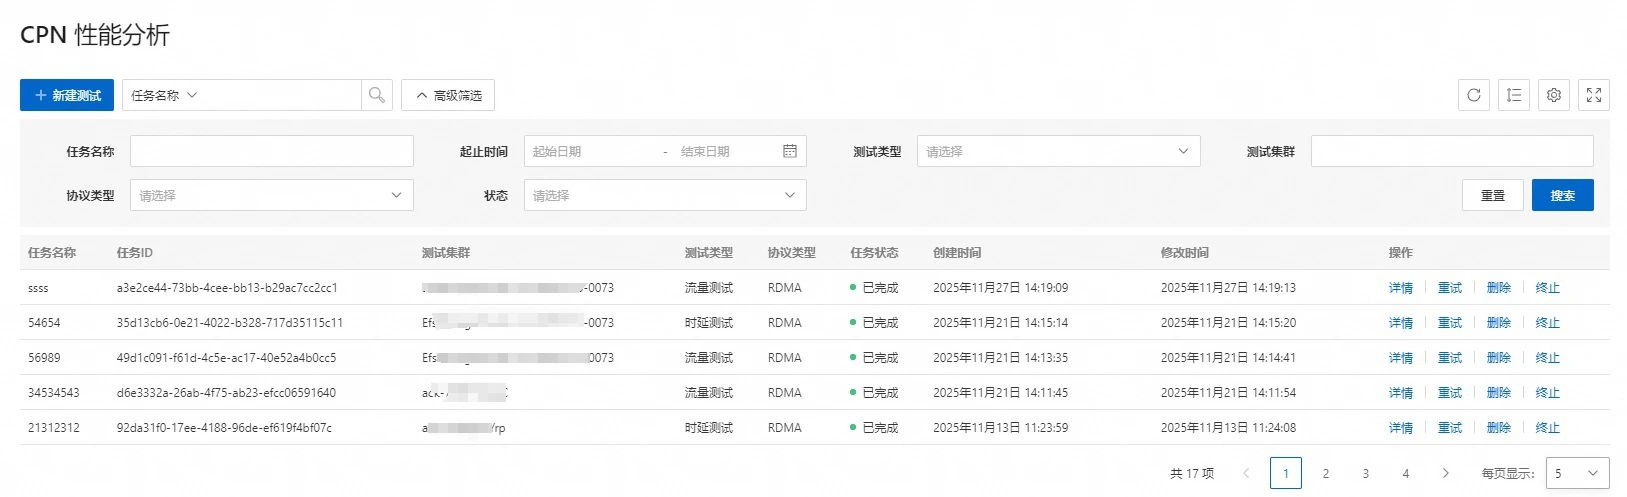 CPN 性能分析
新建测试 任务名称 高级筛选
任务名称 起止时间 起始日期 - 结束日期 测试类型 请选择 测试集群
协议类型 请选择 状态 请选择 重置 搜索
任务名称 任务ID 测试集群 测试类型 协议类型 任务状态 创建时间 修改时间 操作
ssss a3e2ce44-73bb-4cee-bb13-b29ac7cc2cc1 -0073 流量测试 RDMA 已完成 2025年11月27日 14:19:09 2025年11月27日 14:19:13 详情 重试 删除 终止
54654 35d13cb6-0e21-4022-b328-717d35115c11 Efs -0073 时延测试 RDMA 已完成 2025年11月21日 14:15:14 2025年11月21日 14:15:20 详情 重试 删除 终止
56989 49d1c091-f61d-4c5e-ac17-40e52a4b0cc5 Efs 0073 流量测试 RDMA 已完成 2025年11月21日 14:13:35 2025年11月21日 14:14:41 详情 重试 删除 终止
34534543 d6e3332a-26ab-4f75-ab23-efcc06591640 ack- 流量测试 RDMA 已完成 2025年11月21日 14:11:45 2025年11月21日 14:11:54 详情 重试 删除 终止
21312312 92da31f0-17ee-4188-96de-ef619f4bf07c a /rp 时延测试 RDMA 已完成 2025年11月13日 11:23:59 2025年11月13日 11:24:08 详情 重试 删除 终止
共 17 项 1 2 3 4 每页显示: 5